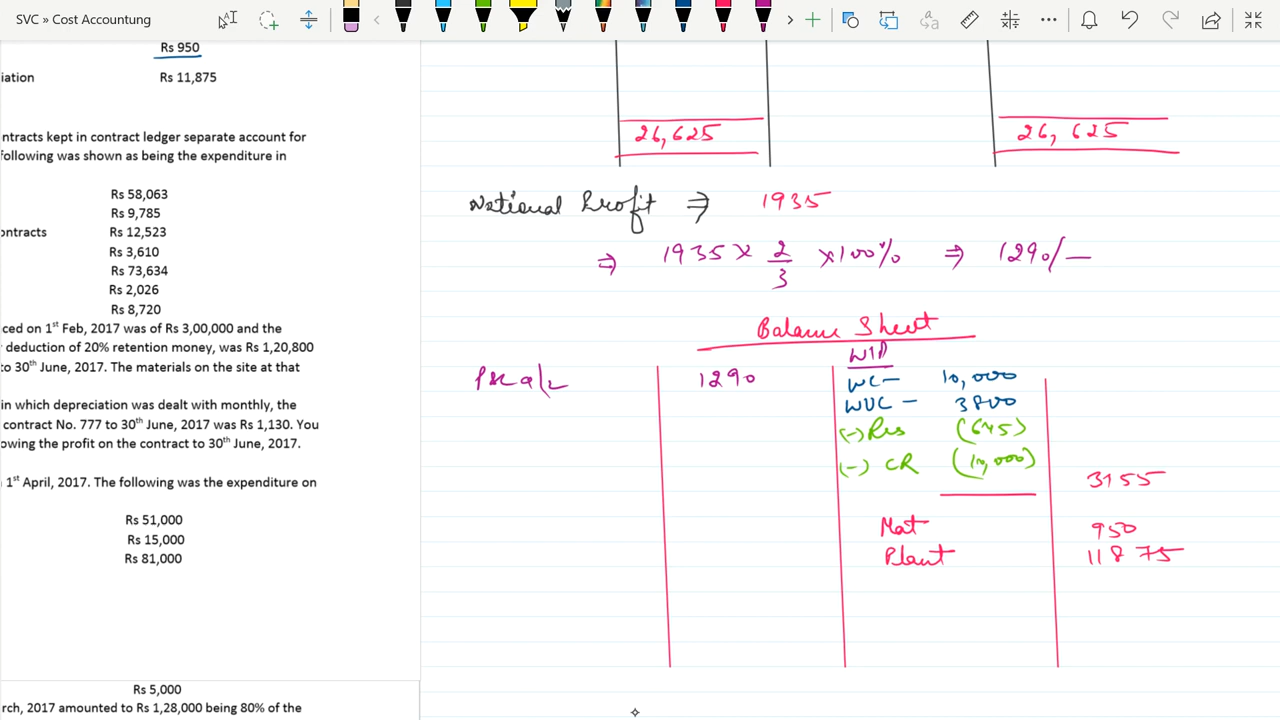 SVC » Cost Accountung
Rs 950
iation Rs 11,875
ntracts kept in contract ledger separate account for
following was shown as being the expenditure in
Rs 58,063
Rs 9,785
ontracts Rs 12,523
Rs 3,610
Rs 73,634
Rs 2,026
Rs 8,720
ced on 1st Feb, 2017 was of Rs 3,00,000 and the
deduction of 20% retention money, was Rs 1,20,800
to 30th June, 2017. The materials on the site at that
in which depreciation was dealt with monthly, the
contract No. 777 to 30th June, 2017 was Rs 1,130. You
owing the profit on the contract to 30th June, 2017.
1st April, 2017. The following was the expenditure on
Rs 51,000
Rs 15,000
Rs 81,000
Rs 5,000
rch, 2017 amounted to Rs 1,28,000 being 80% of the
26,625 26,625
National Profit ⇒ 1935
⇒ 1935 × 2/3 × 100% ⇒ 1290/—
Balance Sheet
WIP
P&L a/c 1290 WC – 10,000
WUC – 3800
(-) Res (645)
(-) CR (10,000)
3155
Mat 950
Plant 11875